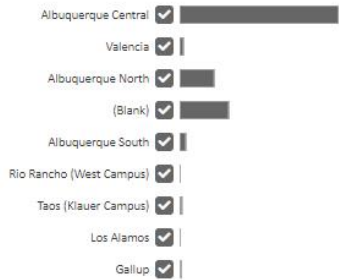 Albuquerque Central
Valencia
Albuquerque North
(Blank)
Albuquerque South
Rio Rancho (West Campus)
Taos (Klauer Campus)
Los Alamos
Gallup